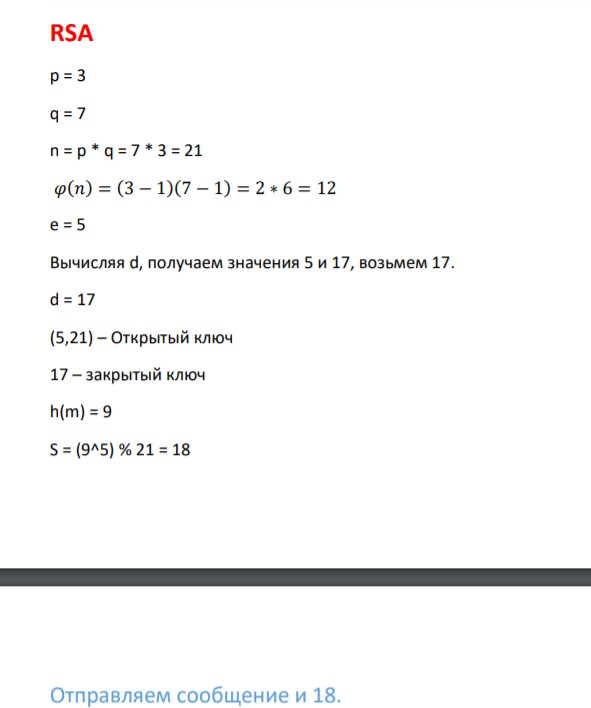 RSA
p = 3
q = 7
n = p * q = 7 * 3 = 21
φ(n) = (3 − 1)(7 − 1) = 2 ∗ 6 = 12
e = 5
Вычисляя d, получаем значения 5 и 17, возьмем 17.
d = 17
(5,21) – Открытый ключ
17 – закрытый ключ
h(m) = 9
S = (9^5) % 21 = 18
Отправляем сообщение и 18.